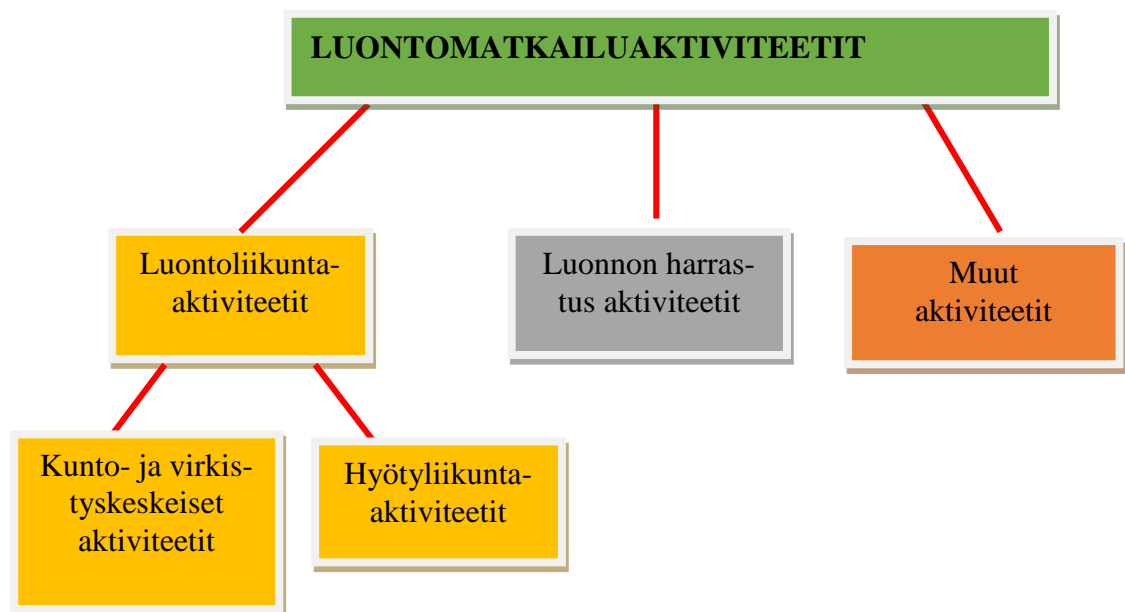 LUONTOMATKAILUAKTIVITEETIT
Luontoliikunta-
aktiviteetit
Luonnon harras-
tus aktiviteetit
Muut
aktiviteetit
Kunto- ja virkis-
tyskeskeiset
aktiviteetit
Hyötyliikunta-
aktiviteetit